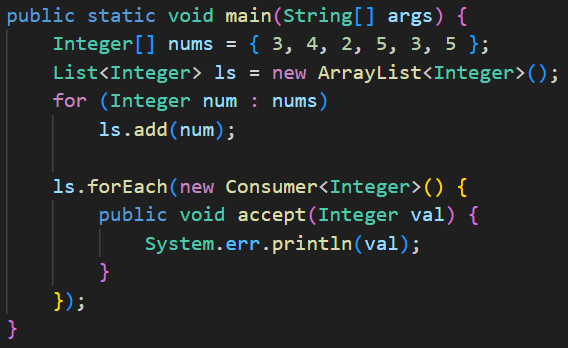 public static void main(String[] args) {
    Integer[] nums = { 3, 4, 2, 5, 3, 5 };
    List<Integer> ls = new ArrayList<Integer>();
    for (Integer num : nums)
        ls.add(num);

    ls.forEach(new Consumer<Integer>() {
        public void accept(Integer val) {
            System.err.println(val);
        }
    });
}